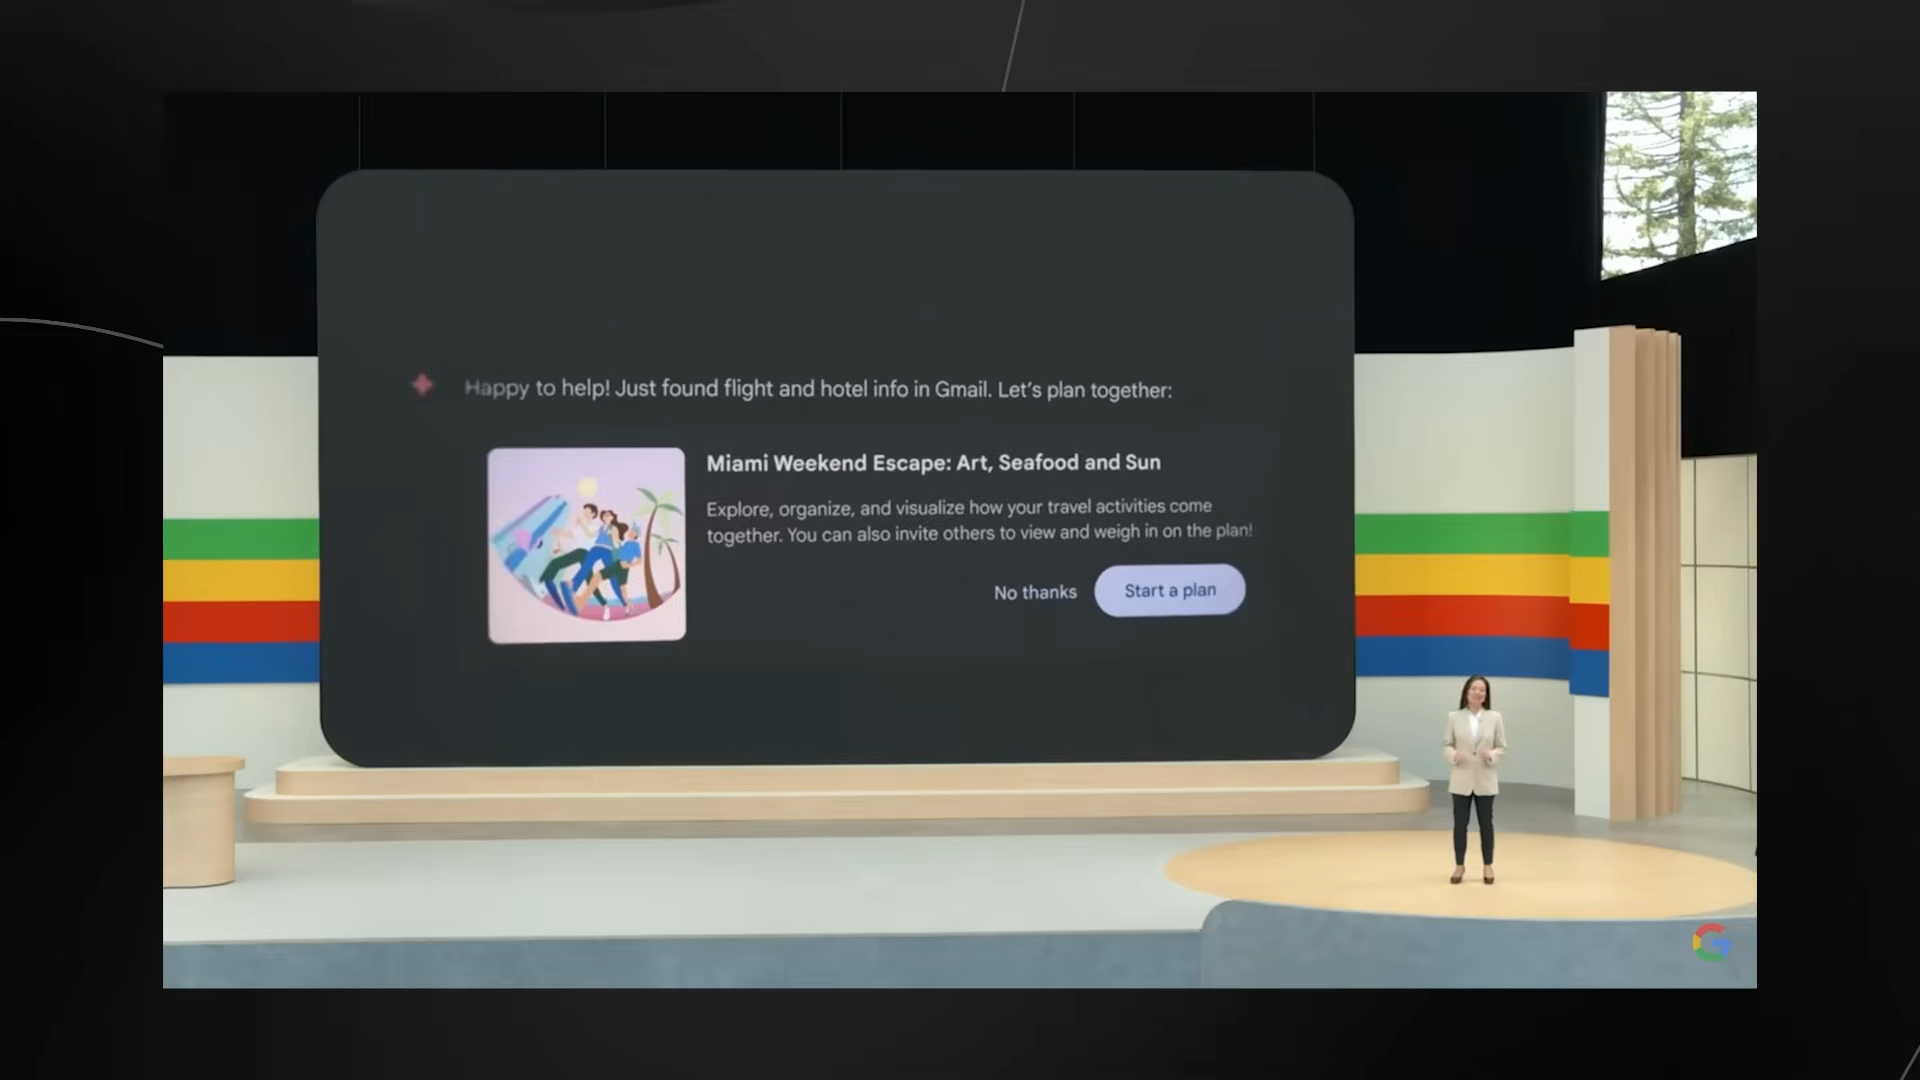 Happy to help! Just found flight and hotel info in Gmail. Let's plan together:
Miami Weekend Escape: Art, Seafood and Sun
Explore, organize, and visualize how your travel activities come
together. You can also invite others to view and weigh in on the plan!
No thanks
Start a plan